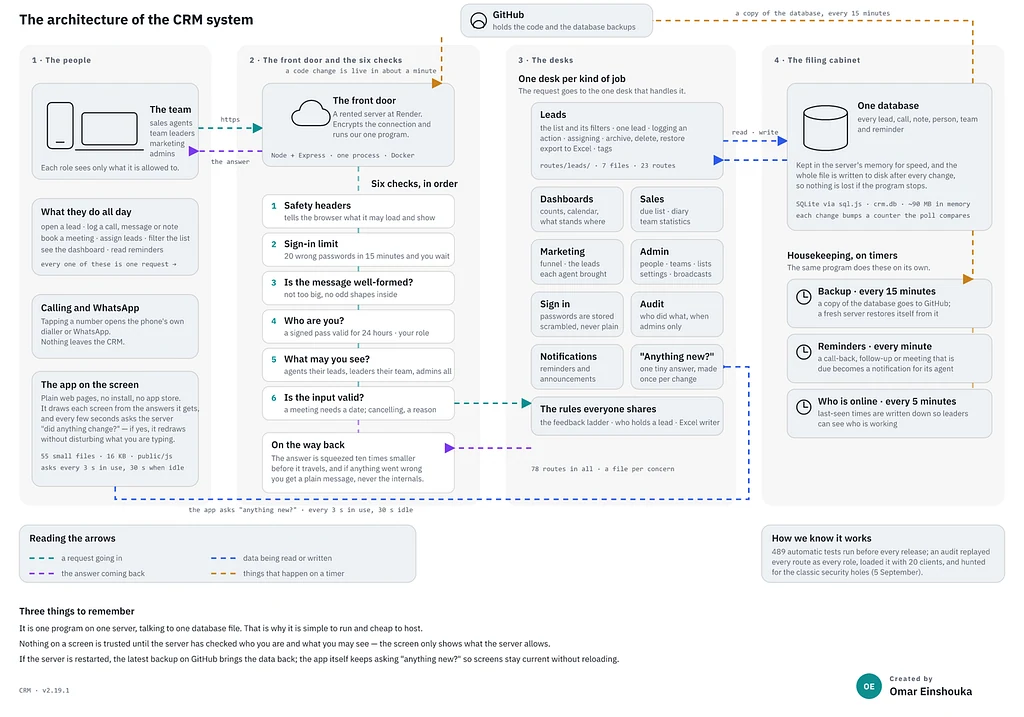 The architecture of the CRM system
GitHub
holds the code and the database backups
a copy of the database, every 15 minutes
1 · The people
The team
sales agents
team leaders
marketing
admins
Each role sees only what it is allowed to.
https
the answer
What they do all day
open a lead · log a call, message or note
book a meeting · assign leads · filter the list
see the dashboard · read reminders
every one of these is one request →
Calling and WhatsApp
Tapping a number opens the phone's own
dialler or WhatsApp.
Nothing leaves the CRM.
The app on the screen
Plain web pages, no install, no app store.
It draws each screen from the answers it gets,
and every few seconds asks the server
"did anything change?" — if yes, it redraws
without disturbing what you are typing.
55 small files · 16 KB · public/js
asks every 3 s in use, 30 s when idle
2 · The front door and the six checks
a code change is live in about a minute
The front door
A rented server at Render.
Encrypts the connection and
runs our one program.
Node + Express · one process · Docker
Six checks, in order
1 Safety headers
tells the browser what it may load and show
2 Sign-in limit
20 wrong passwords in 15 minutes and you wait
3 Is the message well-formed?
not too big, no odd shapes inside
4 Who are you?
a signed pass valid for 24 hours · your role
5 What may you see?
agents their leads, leaders their team, admins all
6 Is the input valid?
a meeting needs a date; cancelling, a reason
On the way back
The answer is squeezed ten times smaller
before it travels, and if anything went wrong
you get a plain message, never the internals.
3 · The desks
One desk per kind of job
The request goes to the one desk that handles it.
Leads
the list and its filters · one lead · logging an
action · assigning · archive, delete, restore
export to Excel · tags
routes/leads/ · 7 files · 23 routes
Dashboards
counts, calendar,
what stands where
Sales
due list · diary
team statistics
Marketing
funnel · the leads
each agent brought
Admin
people · teams · lists
settings · broadcasts
Sign in
passwords are stored
scrambled, never plain
Audit
who did what, when
admins only
Notifications
reminders and
announcements
"Anything new?"
one tiny answer, made
once per change
The rules everyone shares
the feedback ladder · who holds a lead · Excel writer
78 routes in all · a file per concern
read · write
4 · The filing cabinet
One database
every lead, call, note, person, team
and reminder
Kept in the server's memory for speed, and the
whole file is written to disk after every change,
so nothing is lost if the program stops.
SQLite via sql.js · crm.db · ~90 MB in memory
each change bumps a counter the poll compares
Housekeeping, on timers
The same program does these on its own.
Backup · every 15 minutes
a copy of the database goes to GitHub;
a fresh server restores itself from it
Reminders · every minute
a call-back, follow-up or meeting that is
due becomes a notification for its agent
Who is online · every 5 minutes
last-seen times are written down so leaders
can see who is working
the app asks "anything new?" · every 3 s in use, 30 s idle
Reading the arrows
a request going in
data being read or written
the answer coming back
things that happen on a timer
How we know it works
489 automatic tests run before every release; an audit replayed
every route as every role, loaded it with 20 clients, and hunted
for the classic security holes (5 September).
Three things to remember
It is one program on one server, talking to one database file. That is why it is simple to run and cheap to host.
Nothing on a screen is trusted until the server has checked who you are and what you may see — the screen only shows what the server allows.
If the server is restarted, the latest backup on GitHub brings the data back; the app itself keeps asking "anything new?" so screens stay current without reloading.
CRM · v2.19.1
OE
Created by
Omar Einshouka